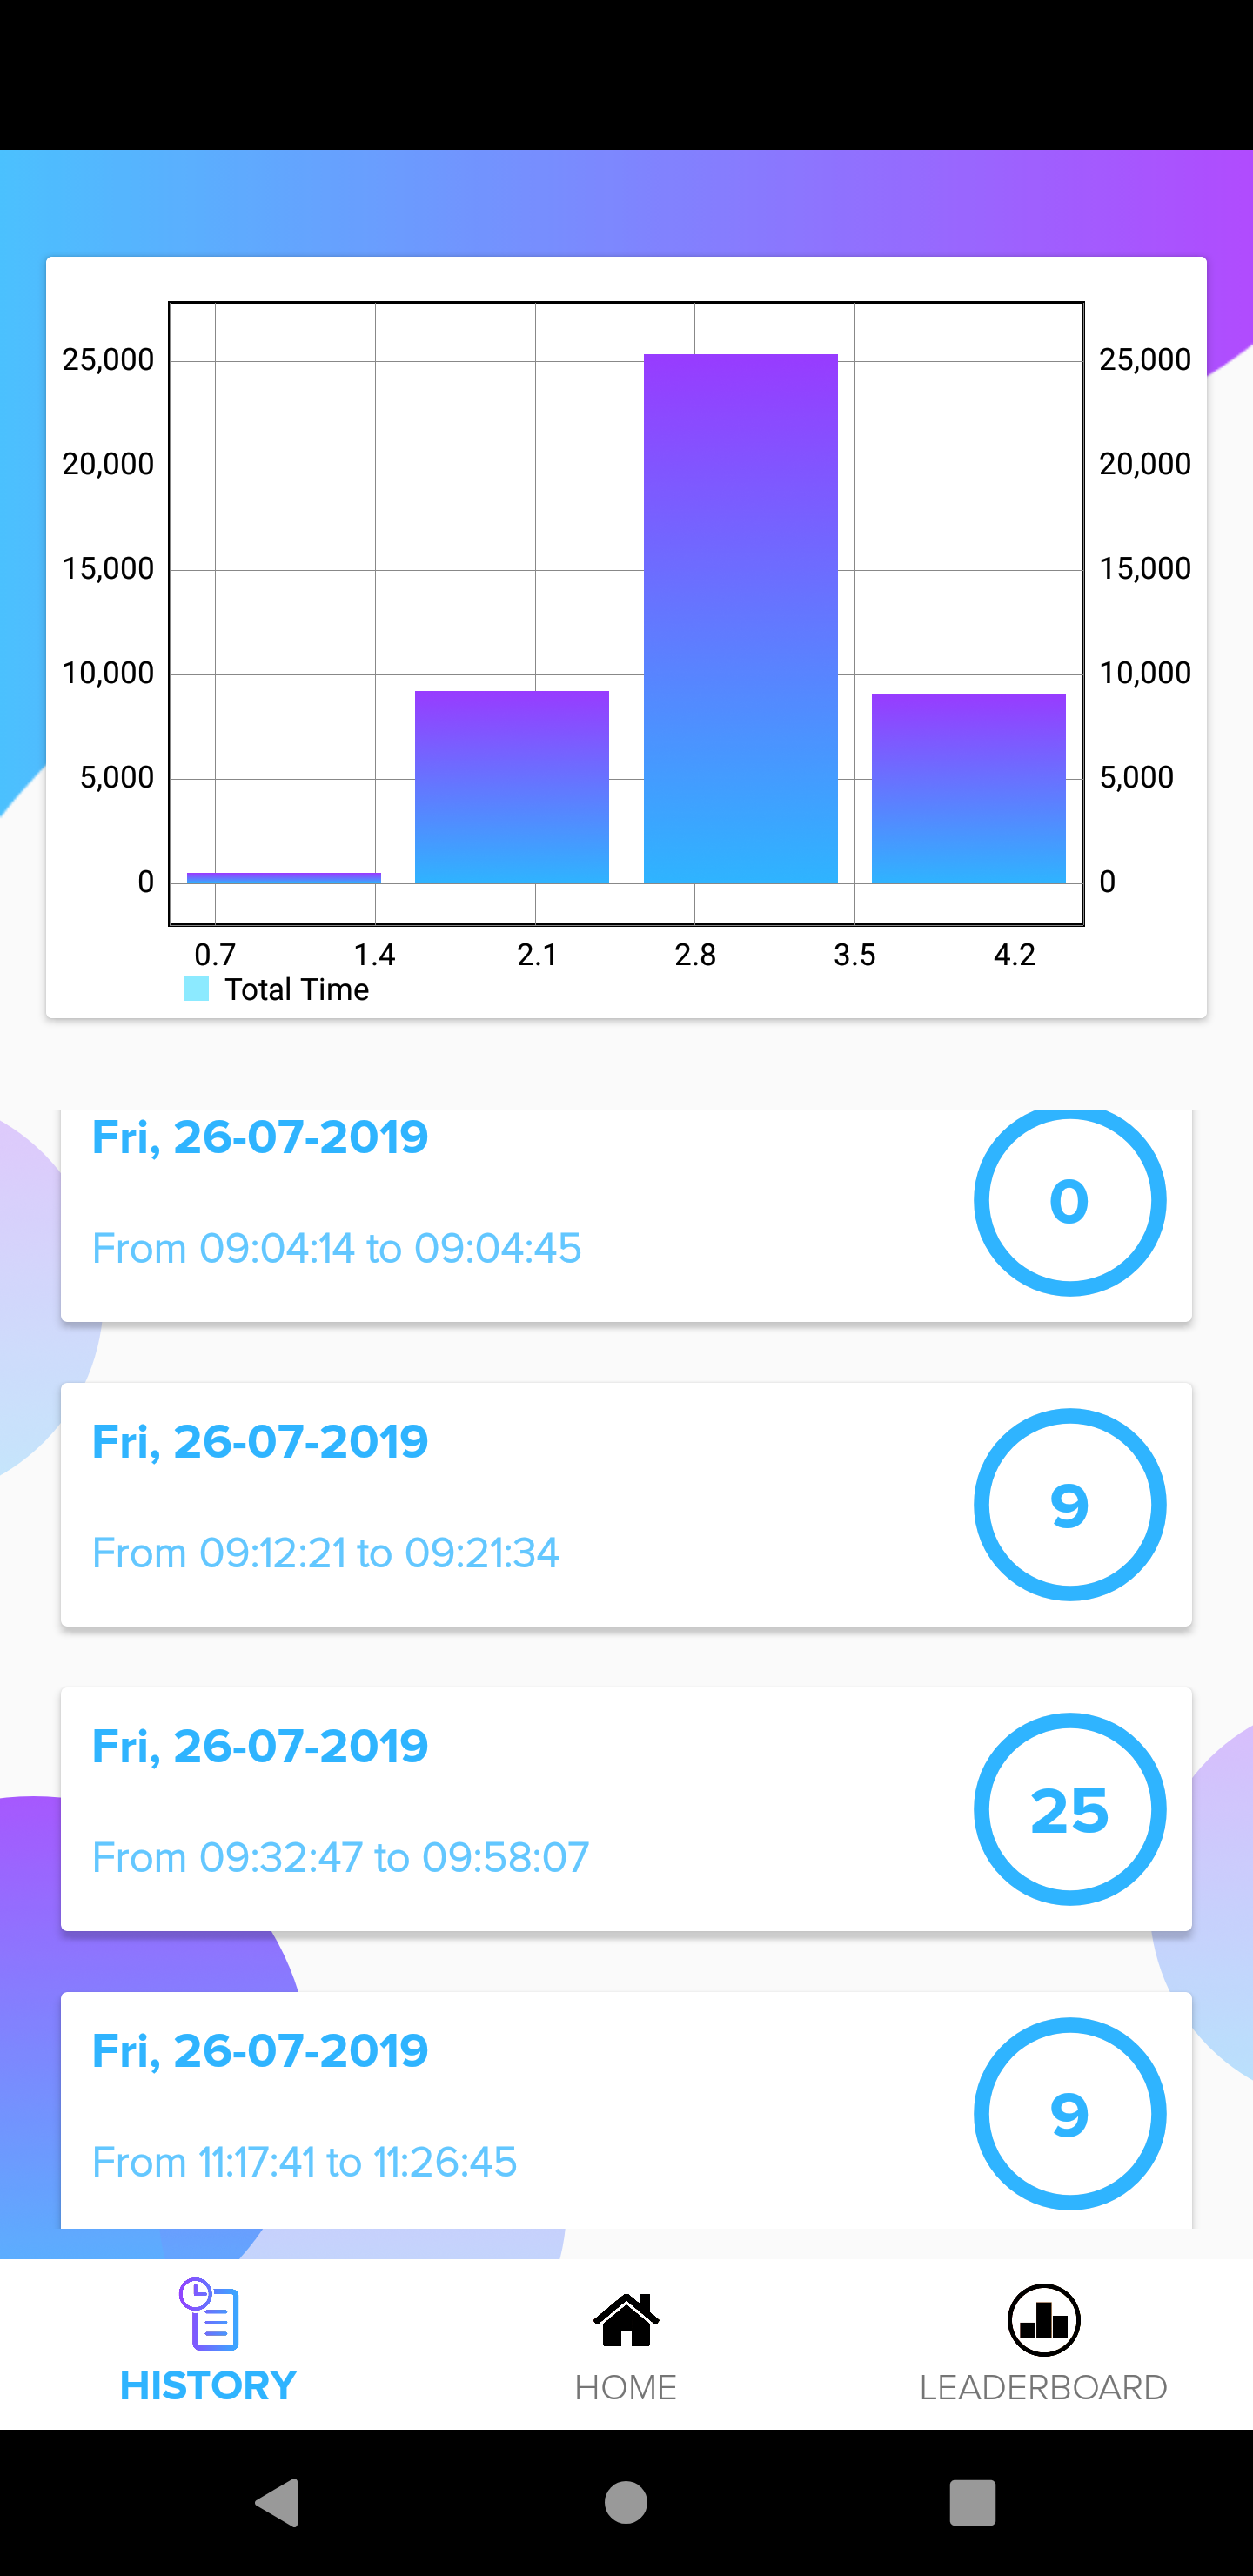 25,000 25,000
20,000 20,000
15,000 15,000
10,000 10,000
5,000 5,000
0 0
0.7 1.4 2.1 2.8 3.5 4.2
Total Time
Fri, 26-07-2019
0
From 09:04:14 to 09:04:45
Fri, 26-07-2019
9
From 09:12:21 to 09:21:34
Fri, 26-07-2019
25
From 09:32:47 to 09:58:07
Fri, 26-07-2019
9
From 11:17:41 to 11:26:45
HISTORY HOME LEADERBOARD